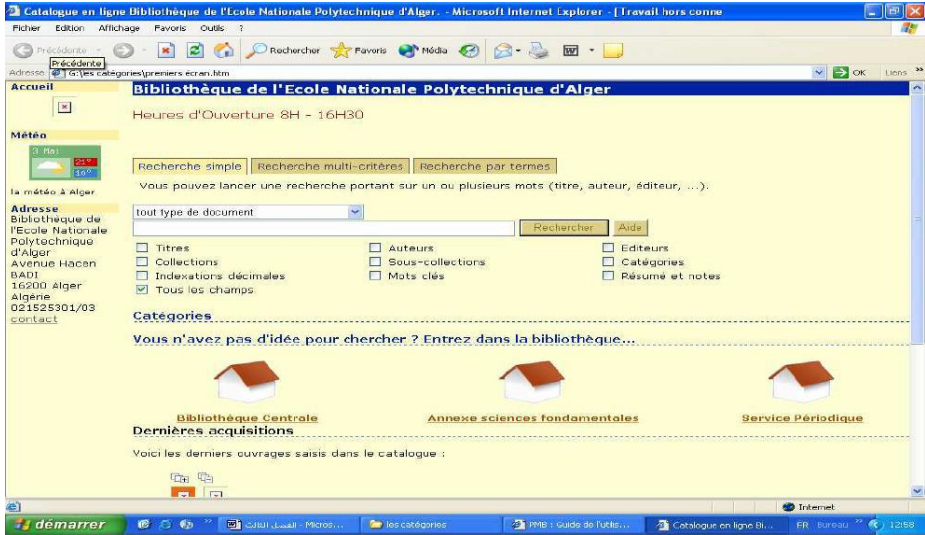 Catalogue en ligne Bibliothèque de l'Ecole Nationale Polytechnique d'Alger. - Microsoft Internet Explorer - [Travail hors conne
Fichier Edition Affichage Favoris Outils ?
Précédente Rechercher Favoris Média
Précédente
Adresse G:\les catégories\premiers écran.htm OK Liens »
Accueil
Météo
3 Mai
21°
16°
la météo à Alger
Adresse
Bibliothèque de
l'Ecole Nationale
Polytechnique
d'Alger
Avenue Hacen
BADI
16200 Alger
Algérie
021525301/03
contact
Bibliothèque de l'Ecole Nationale Polytechnique d'Alger
Heures d'Ouverture 8H - 16H30
Recherche simple Recherche multi-critères Recherche par termes
Vous pouvez lancer une recherche portant sur un ou plusieurs mots (titre, auteur, éditeur, ...).
tout type de document
Rechercher Aide
Titres Auteurs Editeurs
Collections Sous-collections Catégories
Indexations décimales Mots clés Résumé et notes
Tous les champs
Catégories
Vous n'avez pas d'idée pour chercher ? Entrez dans la bibliothèque...
Bibliothèque Centrale Annexe sciences fondamentales Service Périodique
Dernières acquisitions
Voici les derniers ouvrages saisis dans le catalogue :
Internet
démarrer » الفصل الثالث - Micros... les catégories PMB : Guide de l'utilis... Catalogue en ligne Bi... FR Bureau » 12:58